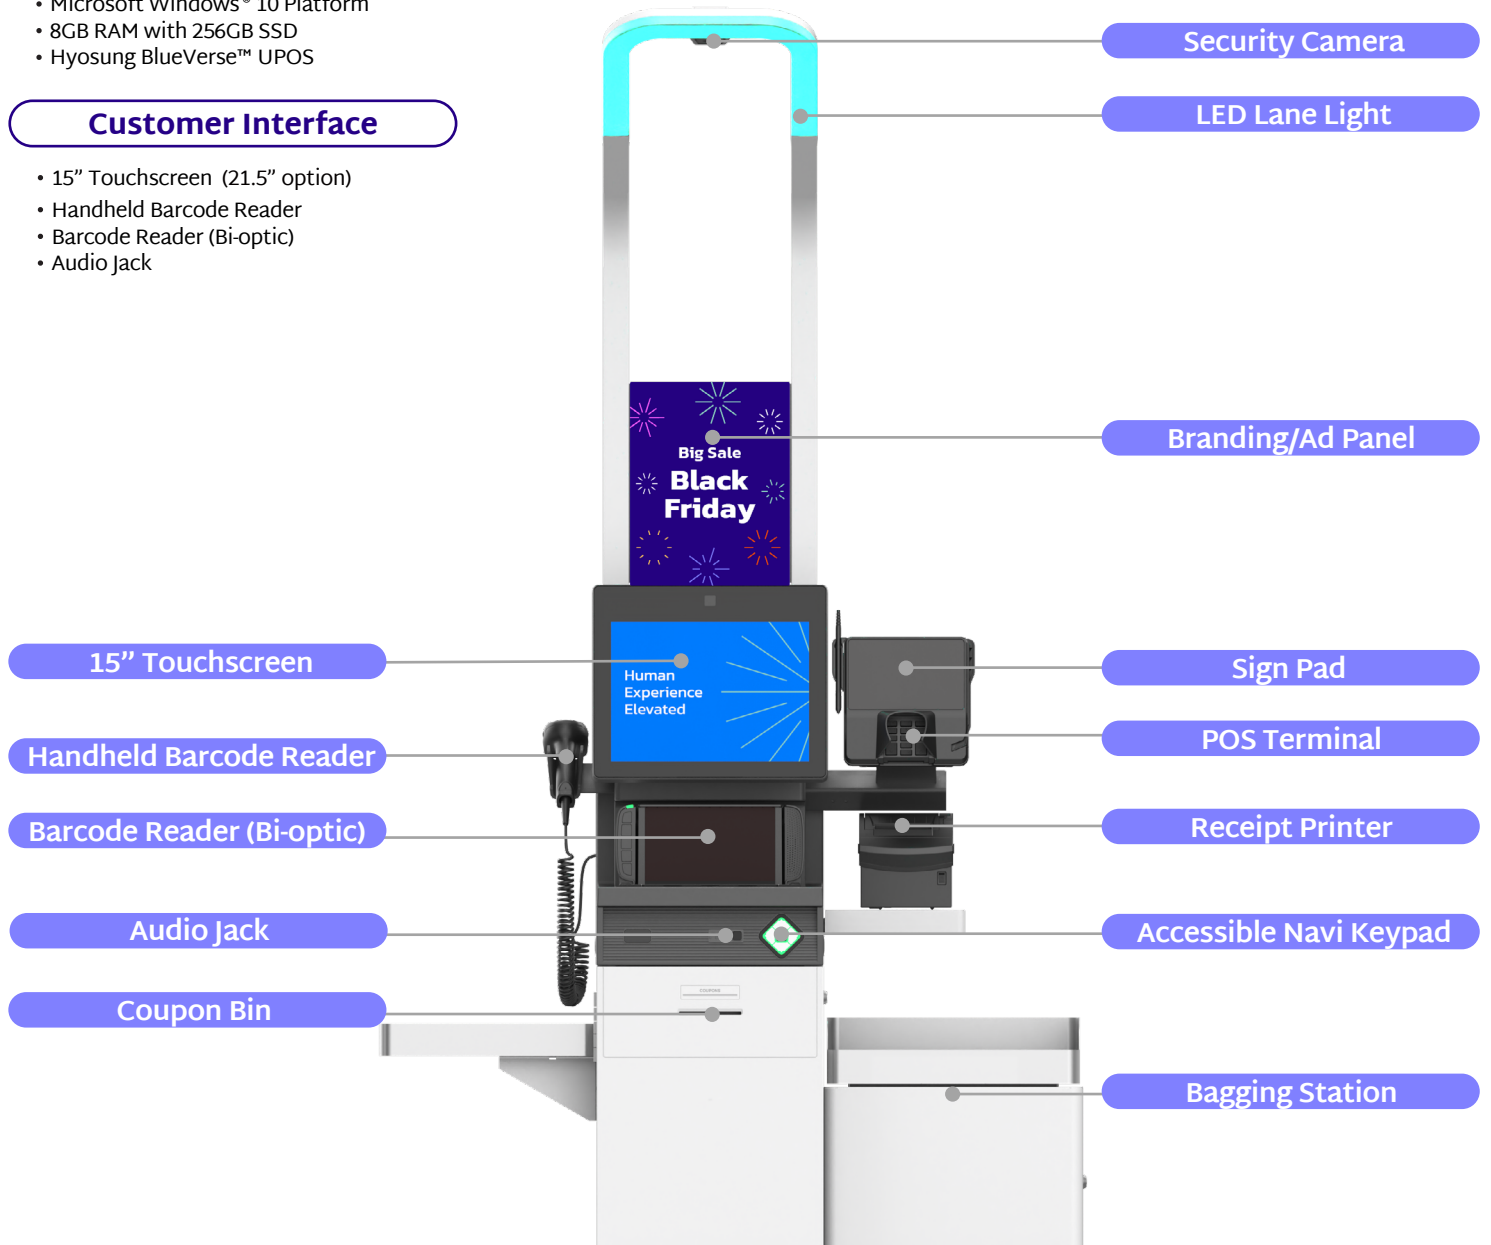 • Microsoft Windows® 10 Platform
• 8GB RAM with 256GB SSD
• Hyosung BlueVerse™ UPOS
Customer Interface
• 15” Touchscreen (21.5” option)
• Handheld Barcode Reader
• Barcode Reader (Bi-optic)
• Audio Jack
Security Camera
LED Lane Light
Branding/Ad Panel
Big Sale
Black
Friday
15” Touchscreen
Human
Experience
Elevated
Sign Pad
Handheld Barcode Reader
POS Terminal
Barcode Reader (Bi-optic)
Receipt Printer
Audio Jack
Accessible Navi Keypad
COUPONS
Coupon Bin
Bagging Station